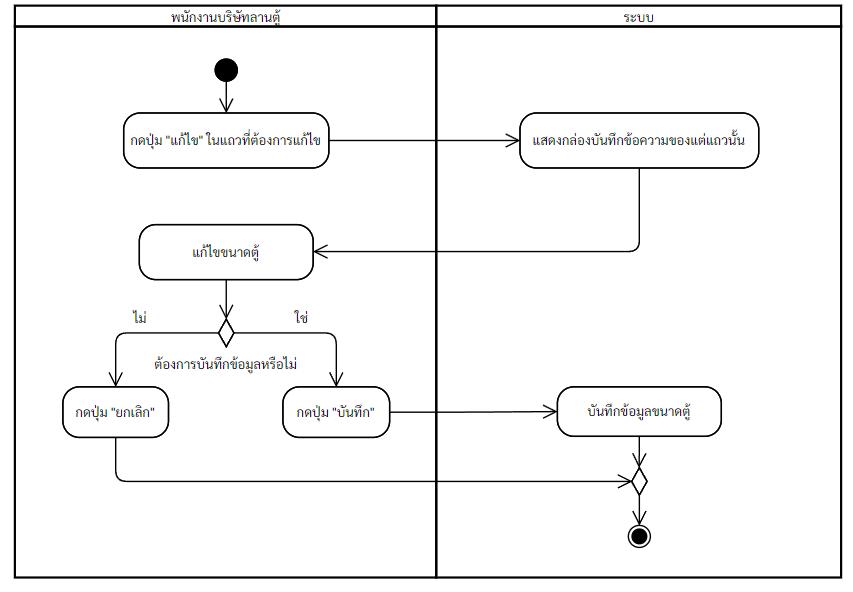 พนักงานบริษัทลานตู้
ระบบ
กดปุ่ม "แก้ไข" ในแถวที่ต้องการแก้ไข
แสดงกล่องบันทึกข้อความของแต่แถวนั้น
แก้ไขขนาดตู้
ไม่
ใช่
ต้องการบันทึกข้อมูลหรือไม่
กดปุ่ม "ยกเลิก"
กดปุ่ม "บันทึก"
บันทึกข้อมูลขนาดตู้